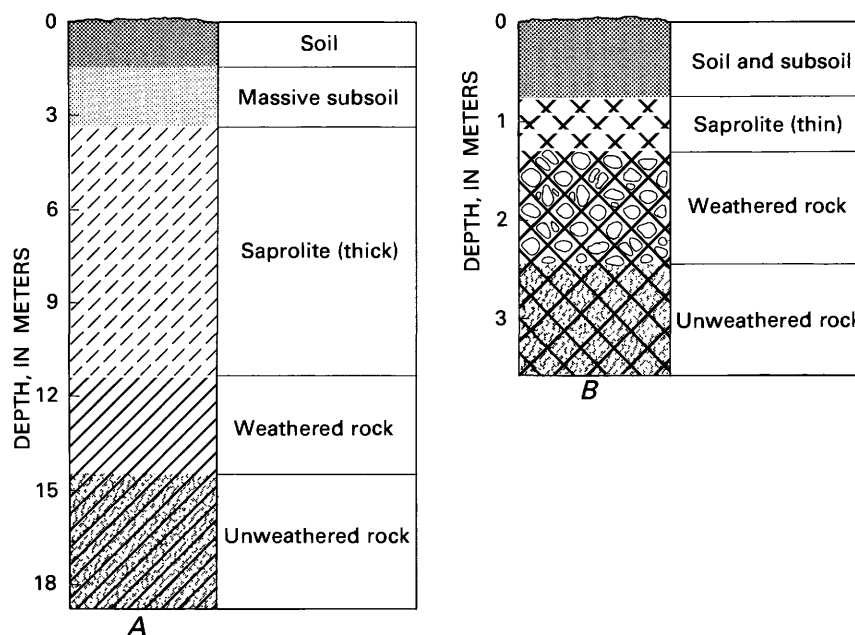 0
3
6
9
12
15
18
DEPTH, IN METERS
Soil
Massive subsoil
Saprolite (thick)
Weathered rock
Unweathered rock
A
0
1
2
3
DEPTH, IN METERS
Soil and subsoil
Saprolite (thin)
Weathered rock
Unweathered rock
B